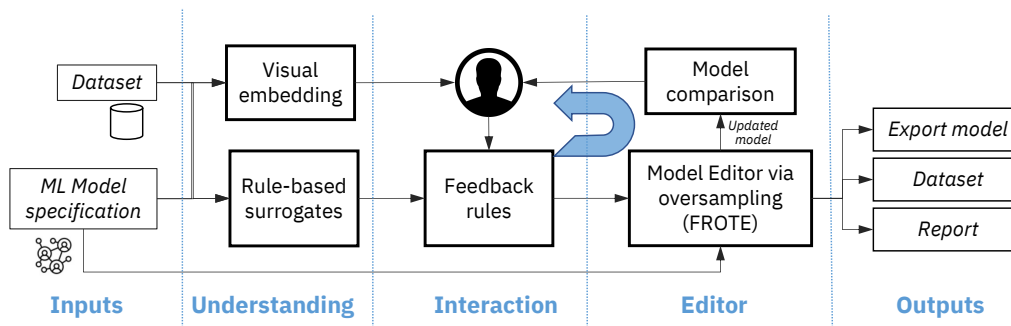 Dataset
ML Model
specification
Visual
embedding
Rule-based
surrogates
Feedback
rules
Model
comparison
Updated
model
Model Editor via
oversampling
(FROTE)
Export model
Dataset
Report
Inputs
Understanding
Interaction
Editor
Outputs